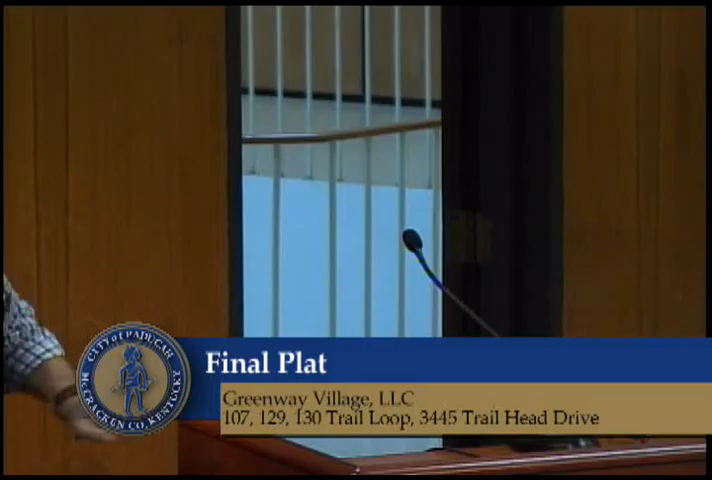 Final Plat
Greenway Village, LLC
107, 129, 130 Trail Loop, 3445 Trail Head Drive
CITY of PADUCAH
McCRACKEN CO. KENTUCKY